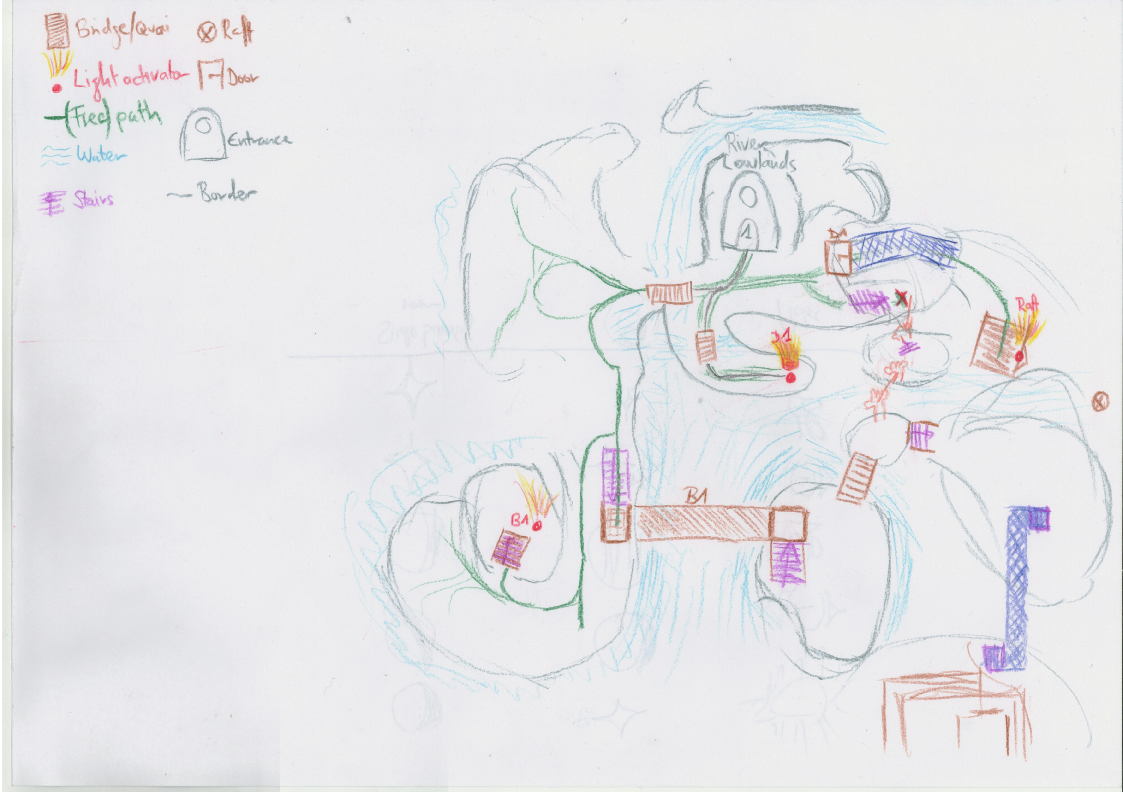 Bridge/Quai
Raft
Light activator
Door
(Free) path
Entrance
Water
Stairs
Border
River
Lowlands
1
D1
Raft
D1
B1
B1